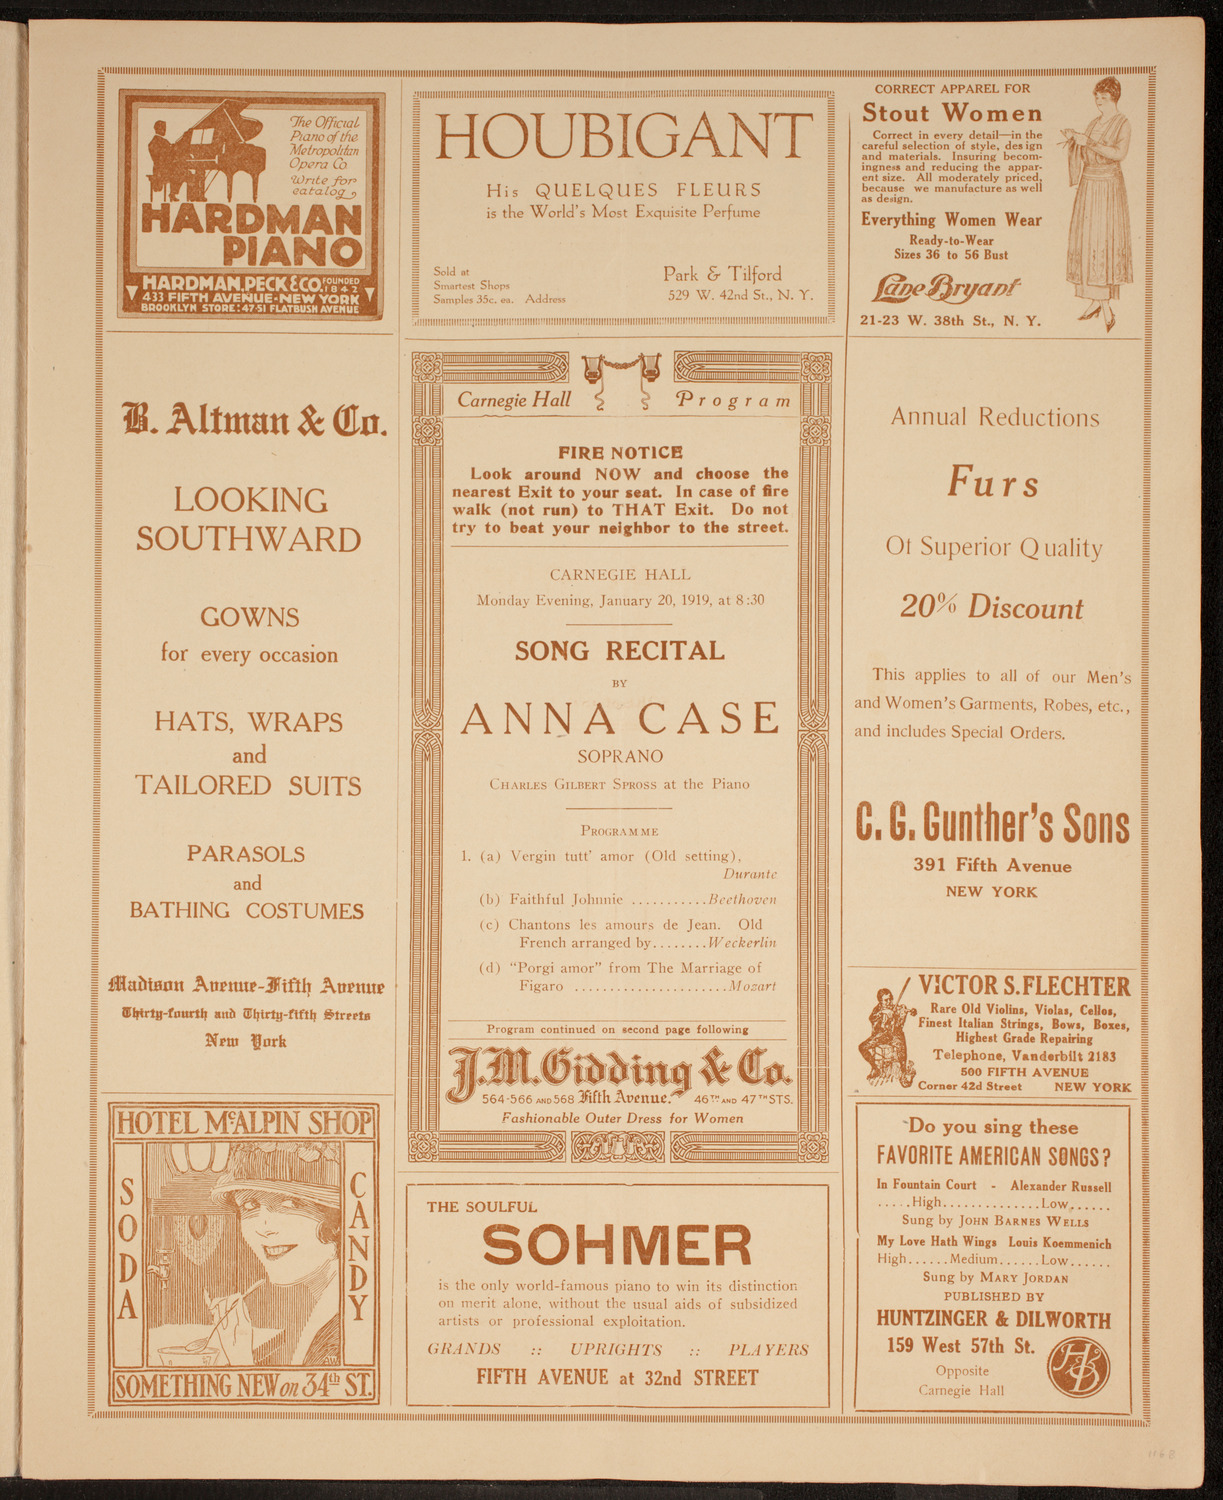 The Official
Piano of the
Metropolitan
Opera Co.
Write for
catalog
HARDMAN
PIANO
HARDMAN, PECK & CO. FOUNDED 1842
433 FIFTH AVENUE - NEW YORK
BROOKLYN STORE: 47-51 FLATBUSH AVENUE
HOUBIGANT
His QUELQUES FLEURS
is the World's Most Exquisite Perfume
Sold at
Smartest Shops
Samples 35c. ea. Address
Park & Tilford
529 W. 42nd St., N. Y.
CORRECT APPAREL FOR
Stout Women
Correct in every detail—in the
careful selection of style, design
and materials. Insuring becom-
ingness and reducing the appar-
ent size. All moderately priced,
because we manufacture as well
as design.
Everything Women Wear
Ready-to-Wear
Sizes 36 to 56 Bust
Lane Bryant
21-23 W. 38th St., N. Y.
B. Altman & Co.
LOOKING
SOUTHWARD
GOWNS
for every occasion
HATS, WRAPS
and
TAILORED SUITS
PARASOLS
and
BATHING COSTUMES
Madison Avenue-Fifth Avenue
Thirty-fourth and Thirty-fifth Streets
New York
Carnegie Hall Program
FIRE NOTICE
Look around NOW and choose the
nearest Exit to your seat. In case of fire
walk (not run) to THAT Exit. Do not
try to beat your neighbor to the street.
CARNEGIE HALL
Monday Evening, January 20, 1919, at 8:30
SONG RECITAL
BY
ANNA CASE
SOPRANO
CHARLES GILBERT SPROSS at the Piano
PROGRAMME
1. (a) Vergin tutt' amor (Old setting),
Durante
(b) Faithful Johnnie ...........Beethoven
(c) Chantons les amours de Jean. Old
French arranged by........Weckerlin
(d) "Porgi amor" from The Marriage of
Figaro ......................Mozart
Program continued on second page following
J.M. Gidding & Co.
564-566 AND 568 Fifth Avenue. 46TH AND 47TH STS.
Fashionable Outer Dress for Women
Annual Reductions
Furs
Of Superior Quality
20% Discount
This applies to all of our Men's
and Women's Garments, Robes, etc.,
and includes Special Orders.
C. G. Gunther's Sons
391 Fifth Avenue
NEW YORK
VICTOR S. FLECHTER
Rare Old Violins, Violas, Cellos,
Finest Italian Strings, Bows, Boxes,
Highest Grade Repairing
Telephone, Vanderbilt 2183
500 FIFTH AVENUE
Corner 42d Street NEW YORK
HOTEL McALPIN SHOP
SODA
CANDY
SOMETHING NEW on 34th ST.
THE SOULFUL
SOHMER
is the only world-famous piano to win its distinction
on merit alone, without the usual aids of subsidized
artists or professional exploitation.
GRANDS :: UPRIGHTS :: PLAYERS
FIFTH AVENUE at 32nd STREET
Do you sing these
FAVORITE AMERICAN SONGS?
In Fountain Court - Alexander Russell
.....High..............Low......
Sung by JOHN BARNES WELLS
My Love Hath Wings Louis Koemmenich
High......Medium......Low......
Sung by MARY JORDAN
PUBLISHED BY
HUNTZINGER & DILWORTH
159 West 57th St.
Opposite
Carnegie Hall
H&D
1168